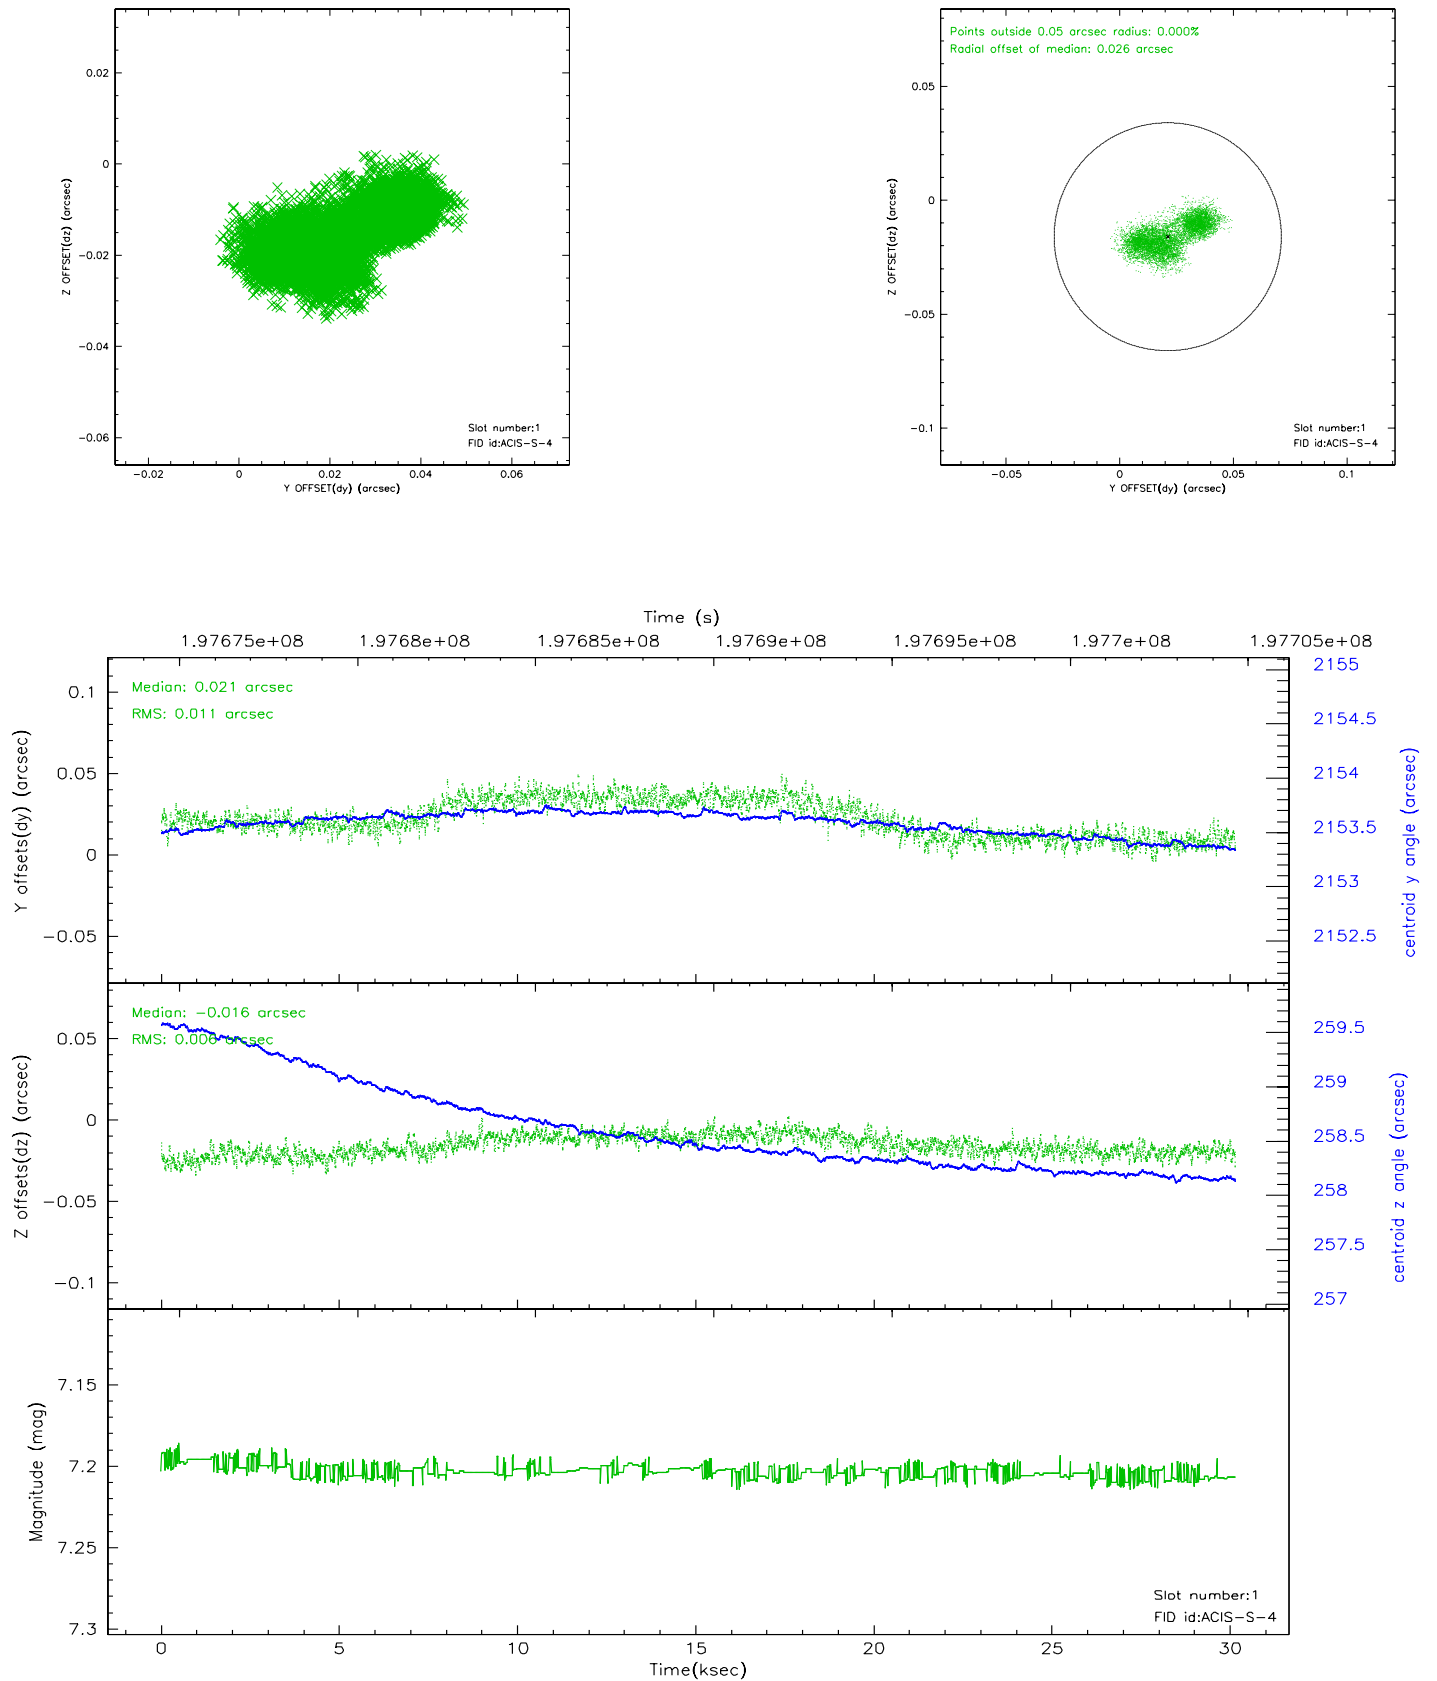 0.02
0
-0.02
-0.04
-0.06
Z OFFSET(dz) (arcsec)
Slot number:1
FID id:ACIS-S-4
-0.02 0 0.02 0.04 0.06
Y OFFSET(dy) (arcsec)
Points outside 0.05 arcsec radius: 0.000%
Radial offset of median: 0.026 arcsec
0.05
0
-0.05
-0.1
Z OFFSET(dz) (arcsec)
Slot number:1
FID id:ACIS-S-4
-0.05 0 0.05 0.1
Y OFFSET(dy) (arcsec)
Time (s)
1.97675e+08 1.9768e+08 1.97685e+08 1.9769e+08 1.97695e+08 1.977e+08 1.97705e+08
Median: 0.021 arcsec
RMS: 0.011 arcsec
0.1
0.05
0
-0.05
Y offsets(dy) (arcsec)
2155
2154.5
2154
2153.5
2153
2152.5
centroid y angle (arcsec)
Median: -0.016 arcsec
RMS: 0.006 arcsec
0.05
0
-0.05
-0.1
Z offsets(dz) (arcsec)
259.5
259
258.5
258
257.5
257
centroid z angle (arcsec)
7.15
7.2
7.25
7.3
Magnitude (mag)
Slot number:1
FID id:ACIS-S-4
0 5 10 15 20 25 30
Time(ksec)